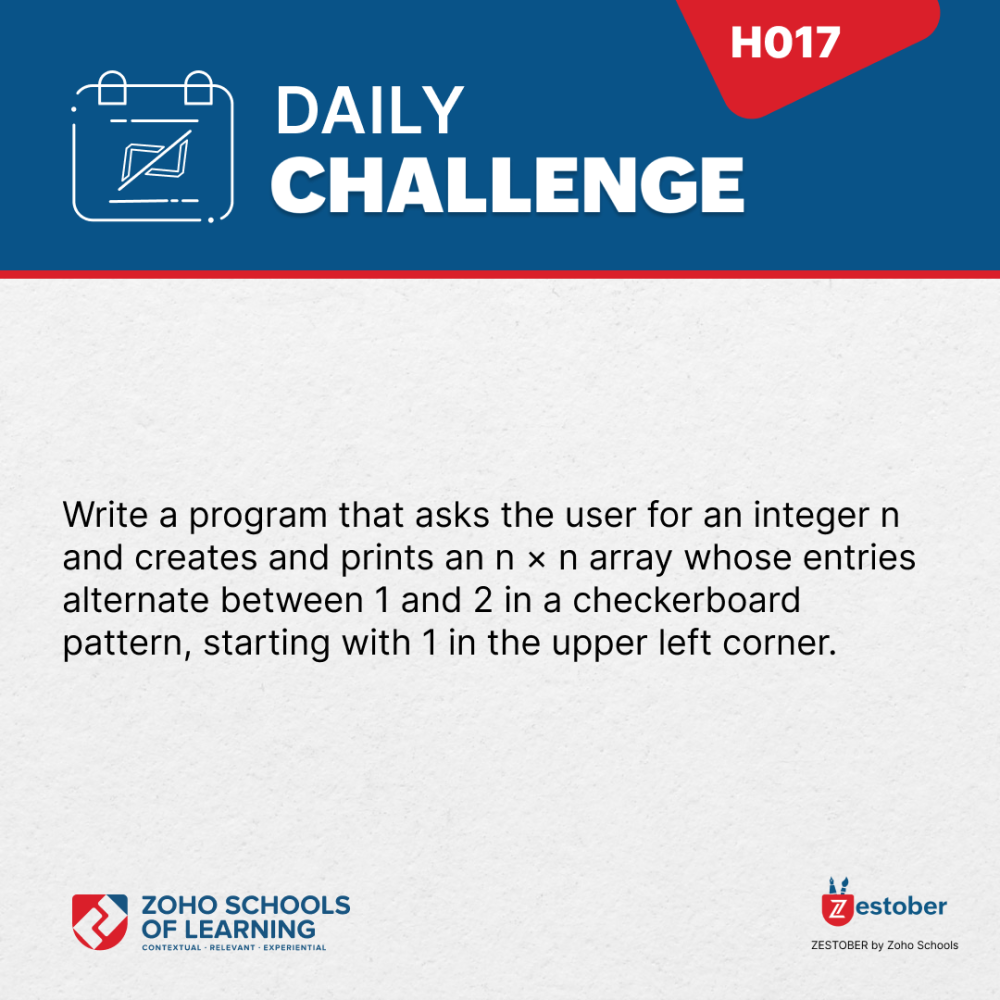 H017
DAILY
CHALLENGE
Write a program that asks the user for an integer n
and creates and prints an n × n array whose entries
alternate between 1 and 2 in a checkerboard
pattern, starting with 1 in the upper left corner.
ZOHO SCHOOLS
OF LEARNING
CONTEXTUAL · RELEVANT · EXPERIENTIAL
Zestober
ZESTOBER by Zoho Schools